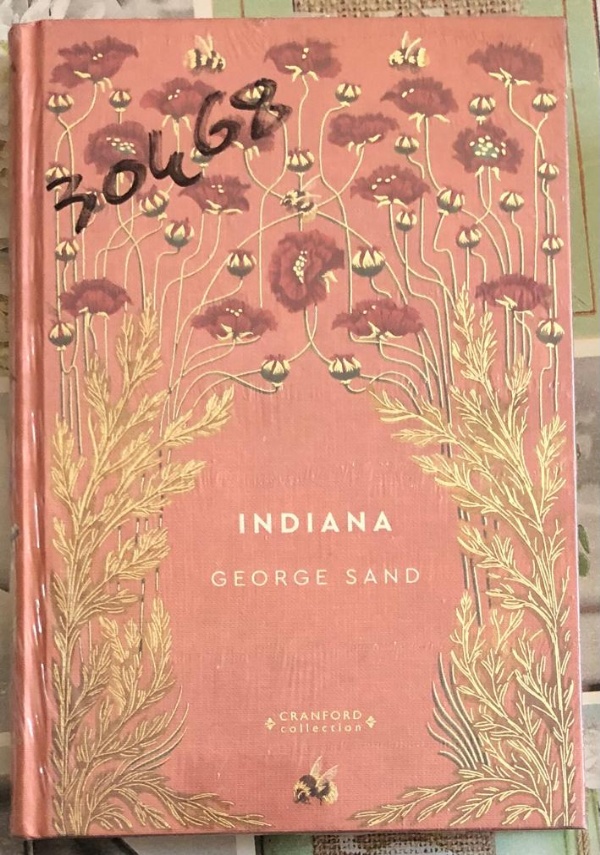 30468
INDIANA
GEORGE SAND
CRANFORD
collection